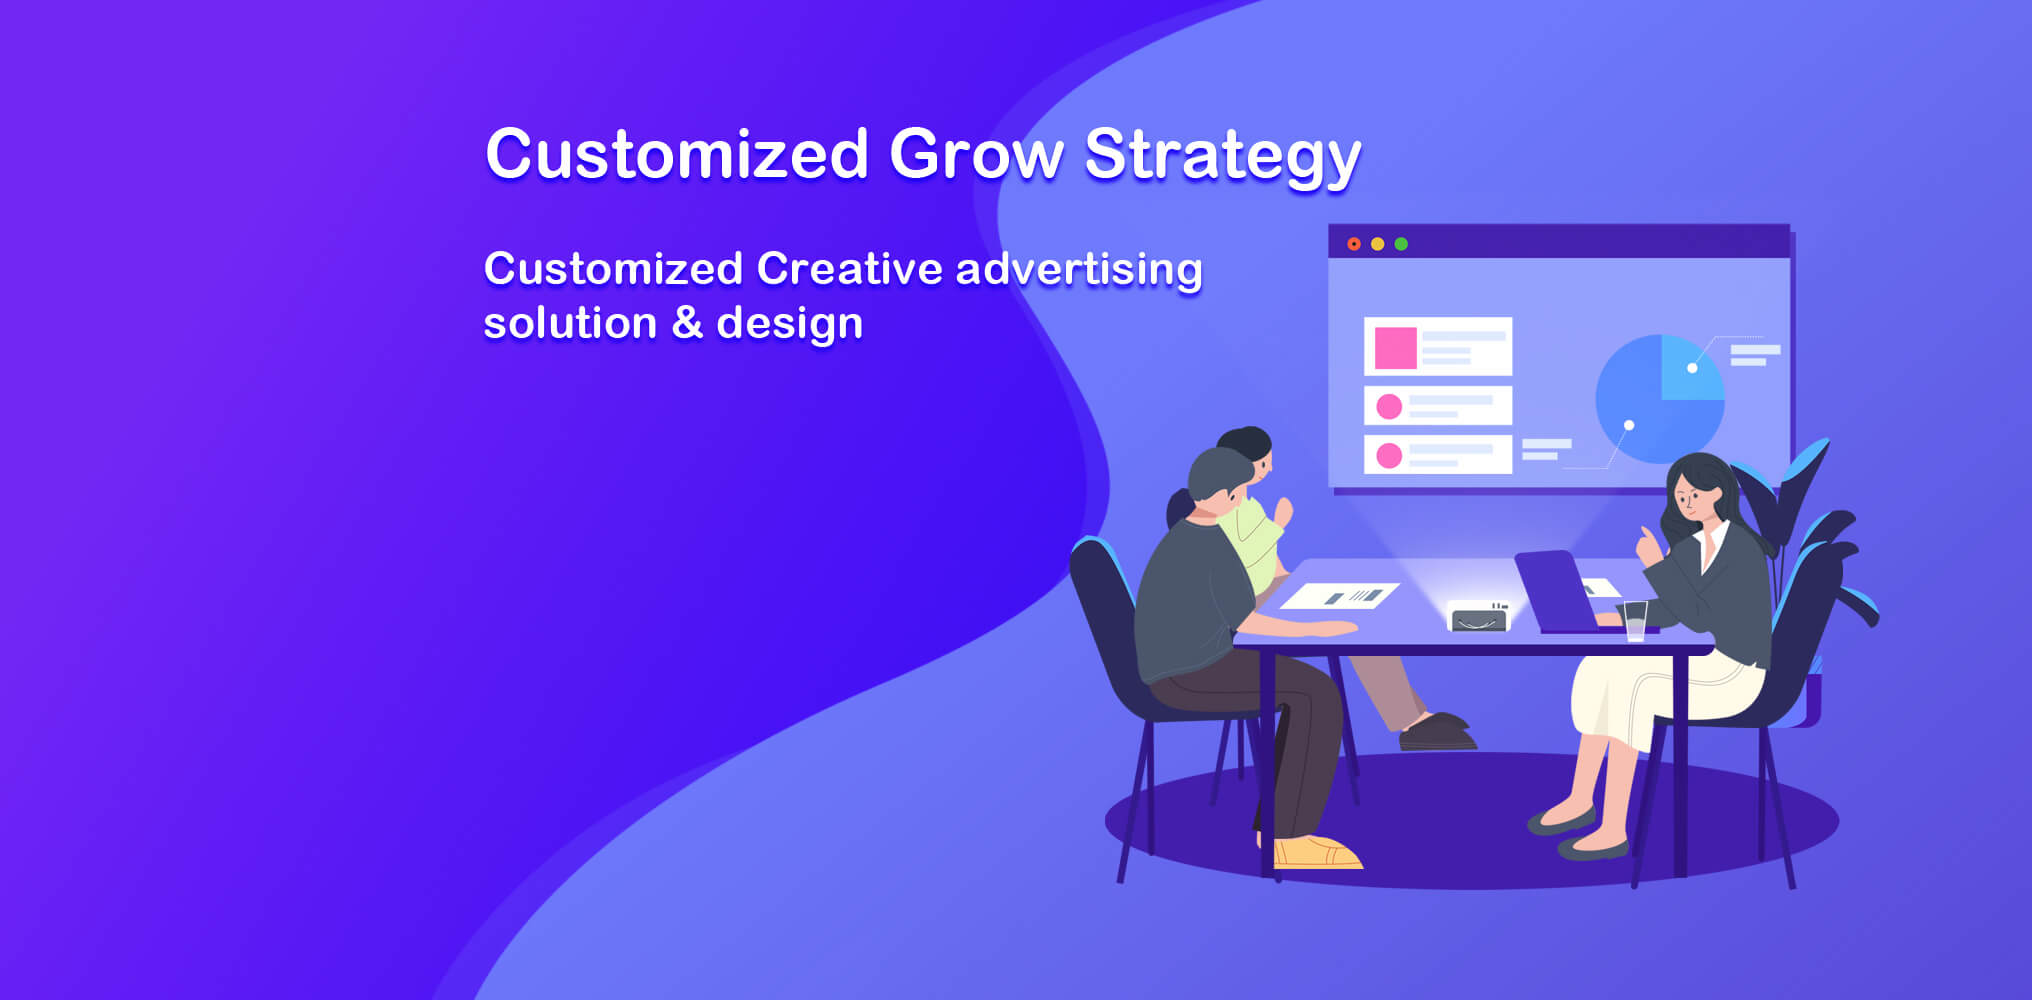 Customized Grow Strategy
Customized Creative advertising
solution & design